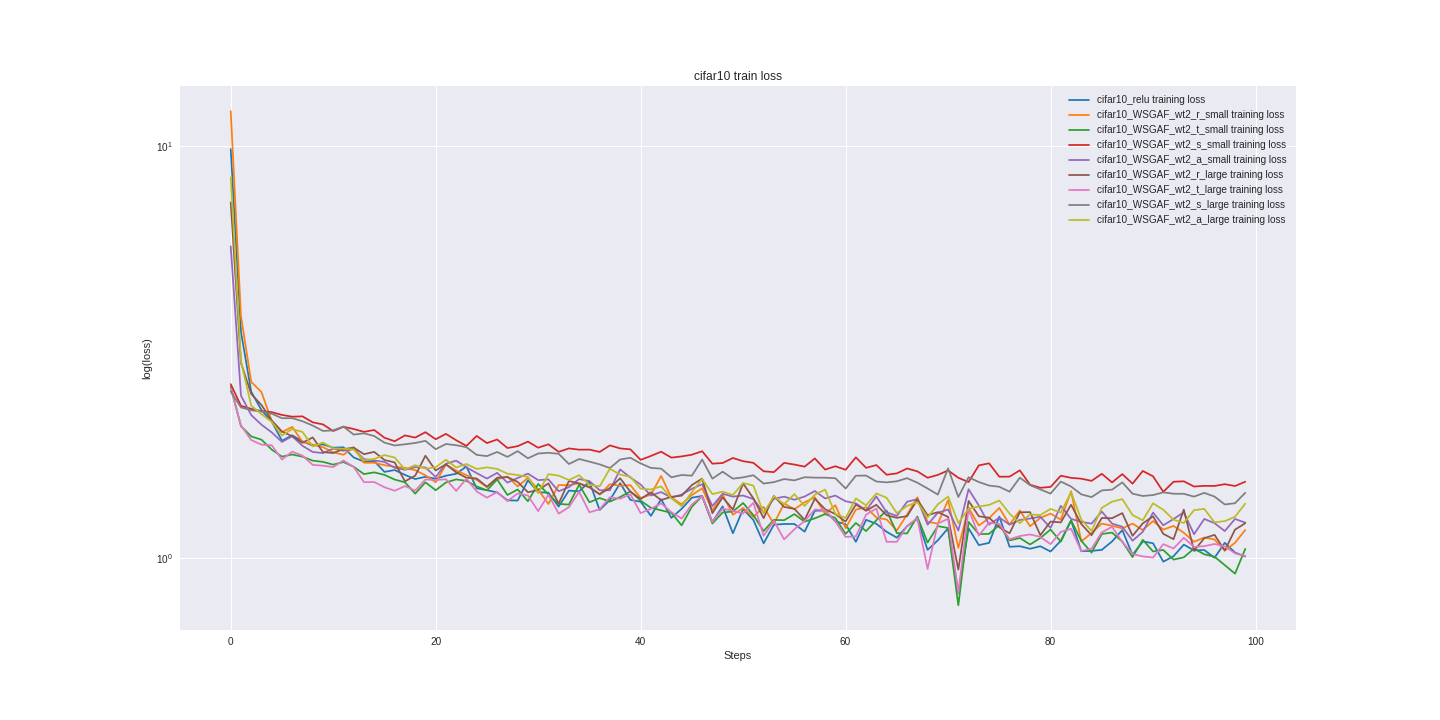 cifar10 train loss
cifar10_relu training loss
cifar10_WSGAF_wt2_r_small training loss
cifar10_WSGAF_wt2_t_small training loss
cifar10_WSGAF_wt2_s_small training loss
cifar10_WSGAF_wt2_a_small training loss
cifar10_WSGAF_wt2_r_large training loss
cifar10_WSGAF_wt2_t_large training loss
cifar10_WSGAF_wt2_s_large training loss
cifar10_WSGAF_wt2_a_large training loss
10¹
log(loss)
10⁰
0 20 40 60 80 100
Steps